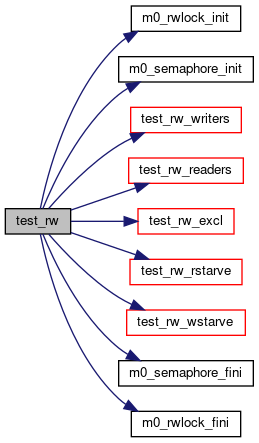 m0_rwlock_init
m0_semaphore_init
test_rw_writers
test_rw_readers
test_rw
test_rw_excl
test_rw_rstarve
test_rw_wstarve
m0_semaphore_fini
m0_rwlock_fini